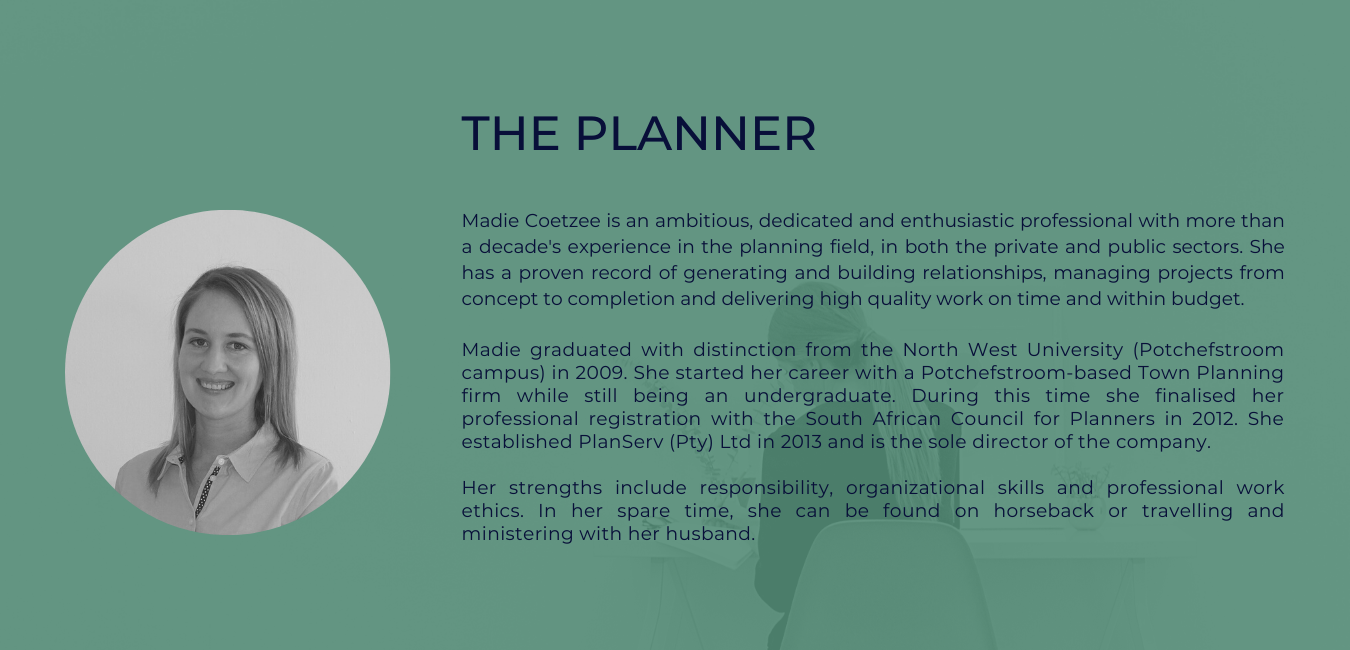 THE PLANNER
Madie Coetzee is an ambitious, dedicated and enthusiastic professional with more than
a decade's experience in the planning field, in both the private and public sectors. She
has a proven record of generating and building relationships, managing projects from
concept to completion and delivering high quality work on time and within budget.
Madie graduated with distinction from the North West University (Potchefstroom
campus) in 2009. She started her career with a Potchefstroom-based Town Planning
firm while still being an undergraduate. During this time she finalised her
professional registration with the South African Council for Planners in 2012. She
established PlanServ (Pty) Ltd in 2013 and is the sole director of the company.
Her strengths include responsibility, organizational skills and professional work
ethics. In her spare time, she can be found on horseback or travelling and
ministering with her husband.